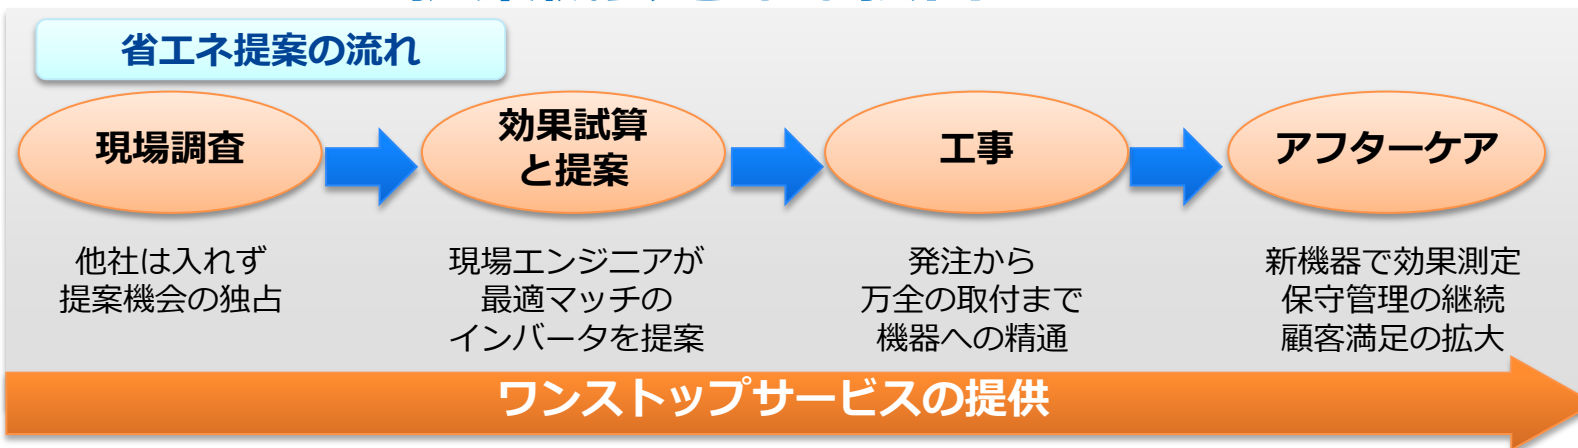 省エネ提案の流れ
現場調査
効果試算
と提案
工事
アフターケア
他社は入れず
提案機会の独占
現場エンジニアが
最適マッチの
インバータを提案
発注から
万全の取付まで
機器への精通
新機器で効果測定
保守管理の継続
顧客満足の拡大
ワンストップサービスの提供